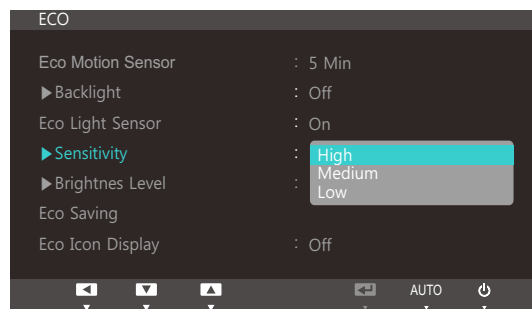 ECO
Eco Motion Sensor : 5 Min
▶Backlight : Off
Eco Light Sensor : On
▶Sensitivity : High
Medium
▶Brightnes Level : Low
Eco Saving
Eco Icon Display : Off
AUTO